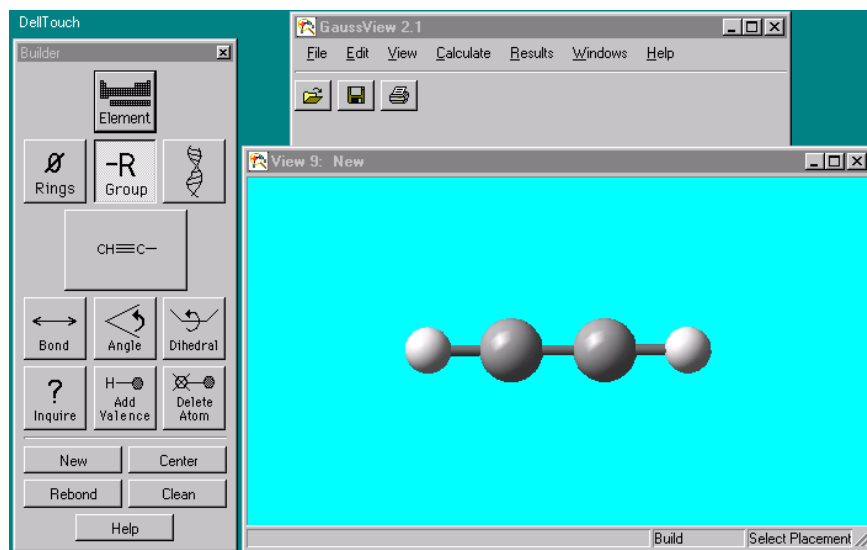 DellTouch
Builder
Element
Rings
-R
Group
CH≡C-
Bond
Angle
Dihedral
?
Inquire
H
Add
Valence
Delete
Atom
New
Center
Rebond
Clean
Help
GaussView 2.1
File Edit View Calculate Results Windows Help
View 9: New
Build
Select Placement